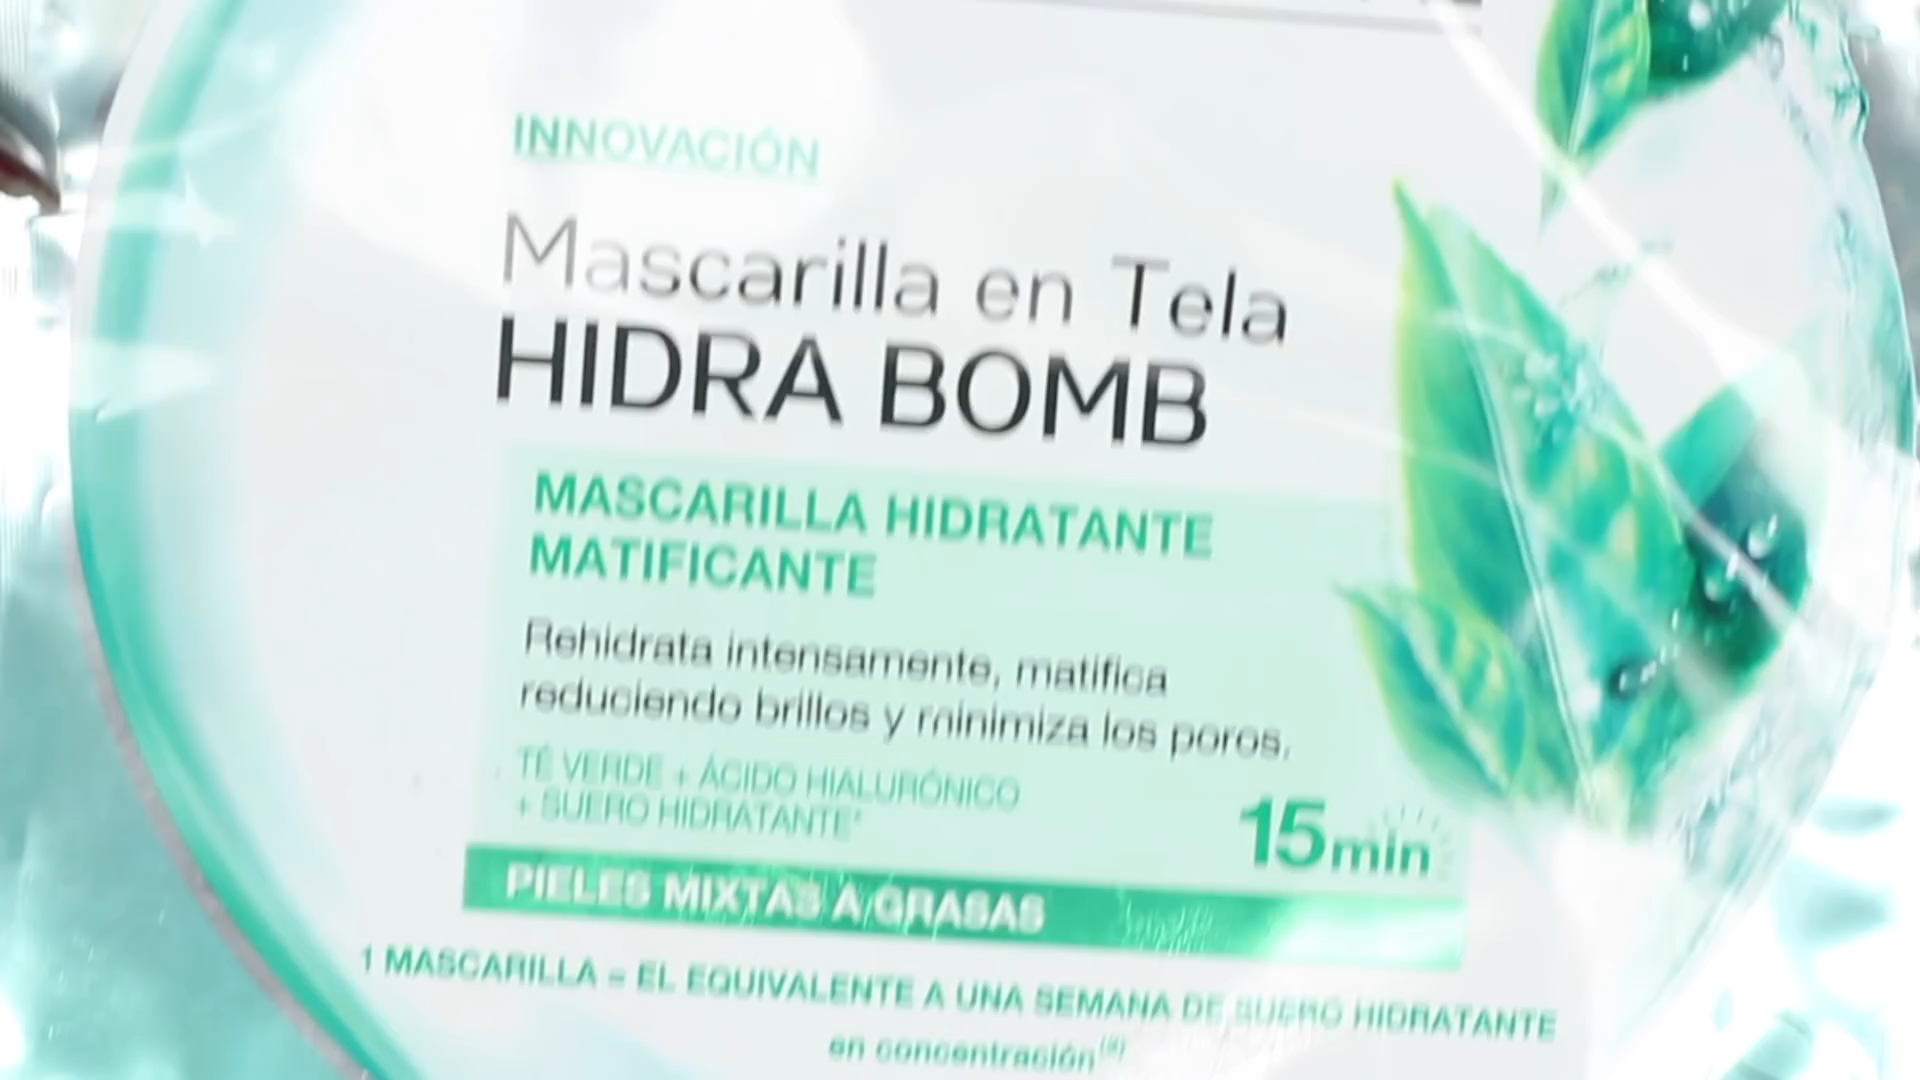 INNOVACIÓN
Mascarilla en Tela
HIDRA BOMB
MASCARILLA HIDRATANTE
MATIFICANTE
Rehidrata intensamente, matifica
reduciendo brillos y minimiza los poros.
TÉ VERDE + ÁCIDO HIALURÓNICO
+ SUERO HIDRATANTE*
15min
PIELES MIXTAS A GRASAS
1 MASCARILLA = EL EQUIVALENTE A UNA SEMANA DE SUERO HIDRATANTE
en concentración